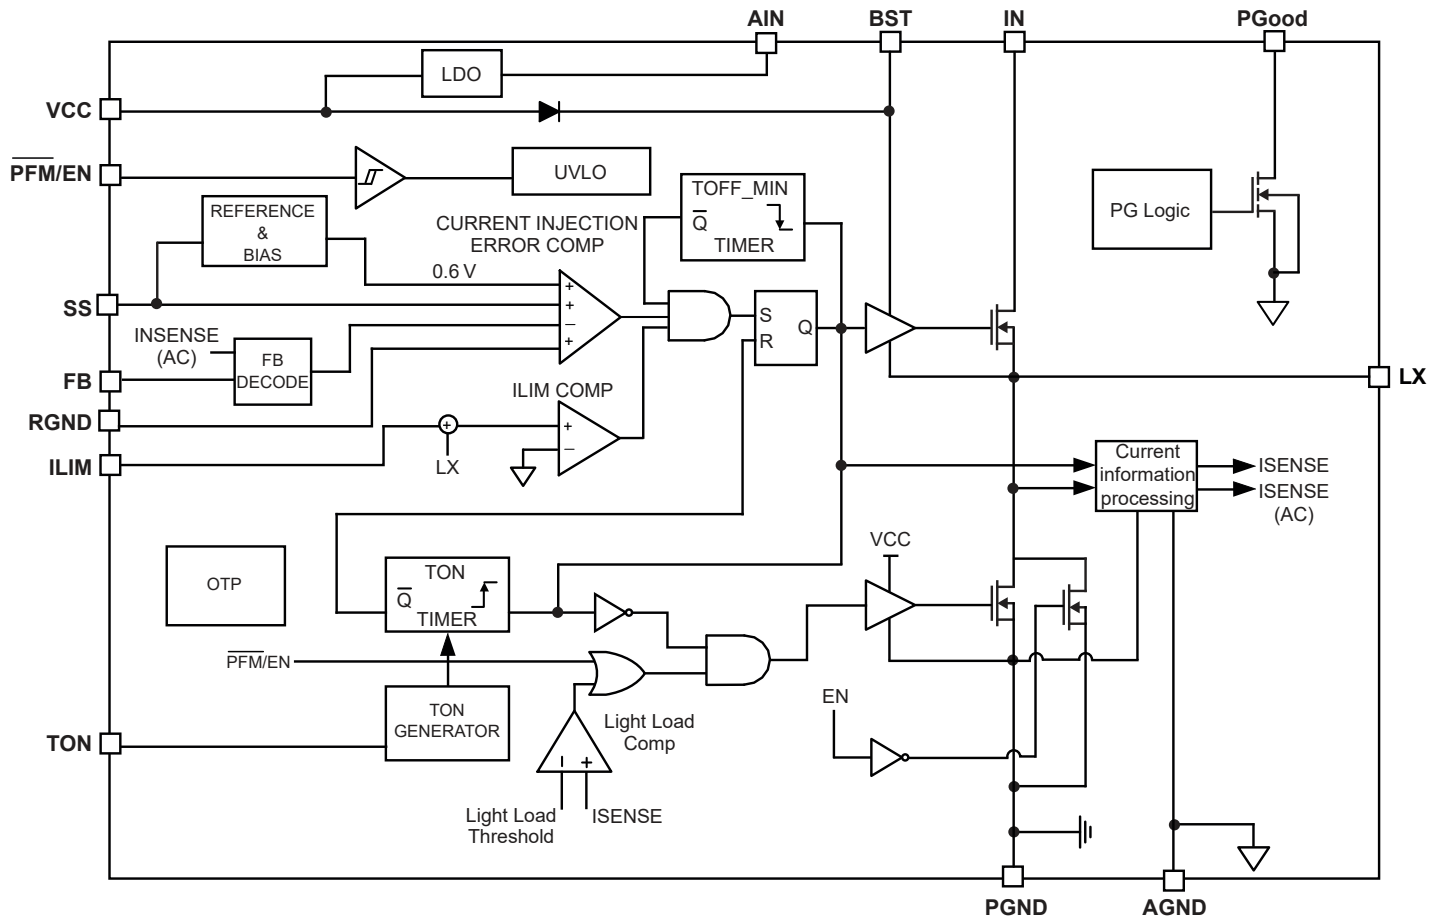 AIN
BST
IN
PGood
LDO
VCC
PFM/EN
UVLO
TOFF_MIN
Q
TIMER
REFERENCE
&
BIAS
CURRENT INJECTION
ERROR COMP
PG Logic
0.6 V
SS
+
+
–
+
S
R
Q
INSENSE
(AC)
FB
DECODE
FB
LX
ILIM COMP
RGND
+
+
–
ILIM
LX
Current
information
processing
ISENSE
ISENSE
(AC)
VCC
OTP
TON
Q
TIMER
PFM/EN
EN
TON
GENERATOR
Light Load
Comp
TON
– +
Light Load
Threshold
ISENSE
PGND
AGND